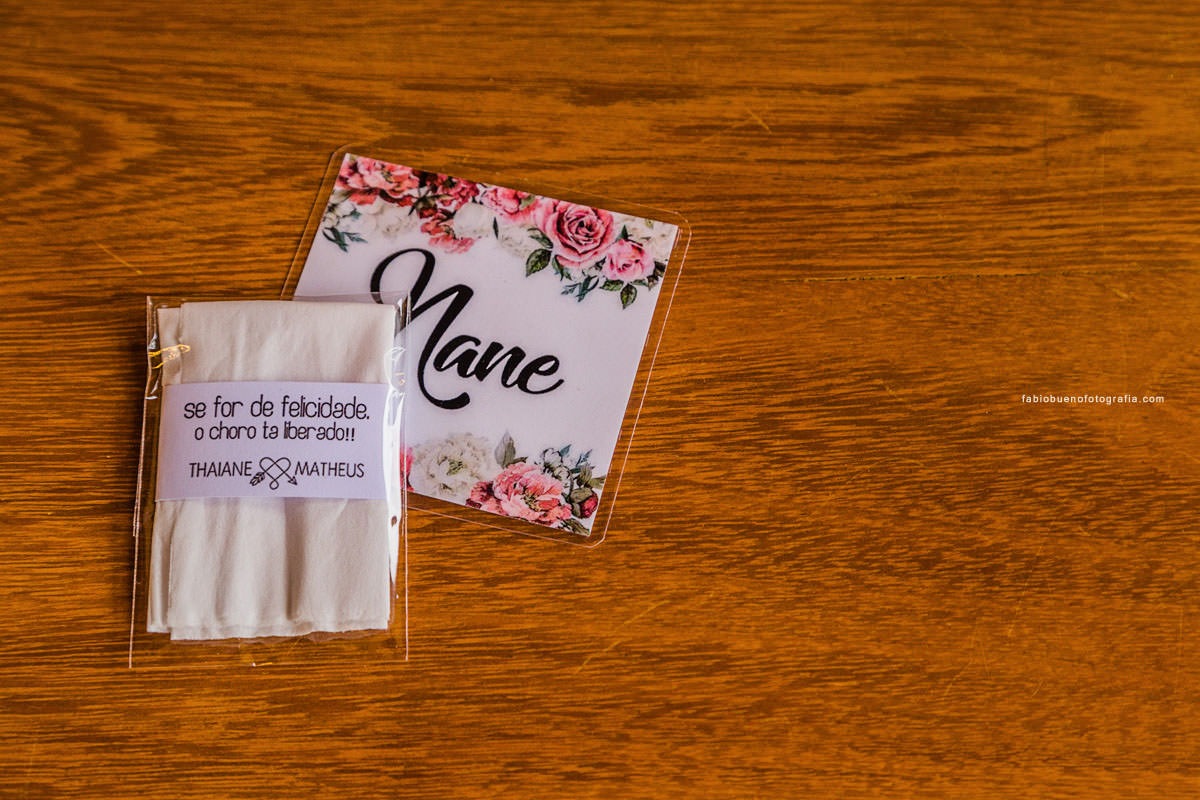 Nane
se for de felicidade,
o choro ta liberado!!
THAIANE MATHEUS
fabiobuenofotografia.com